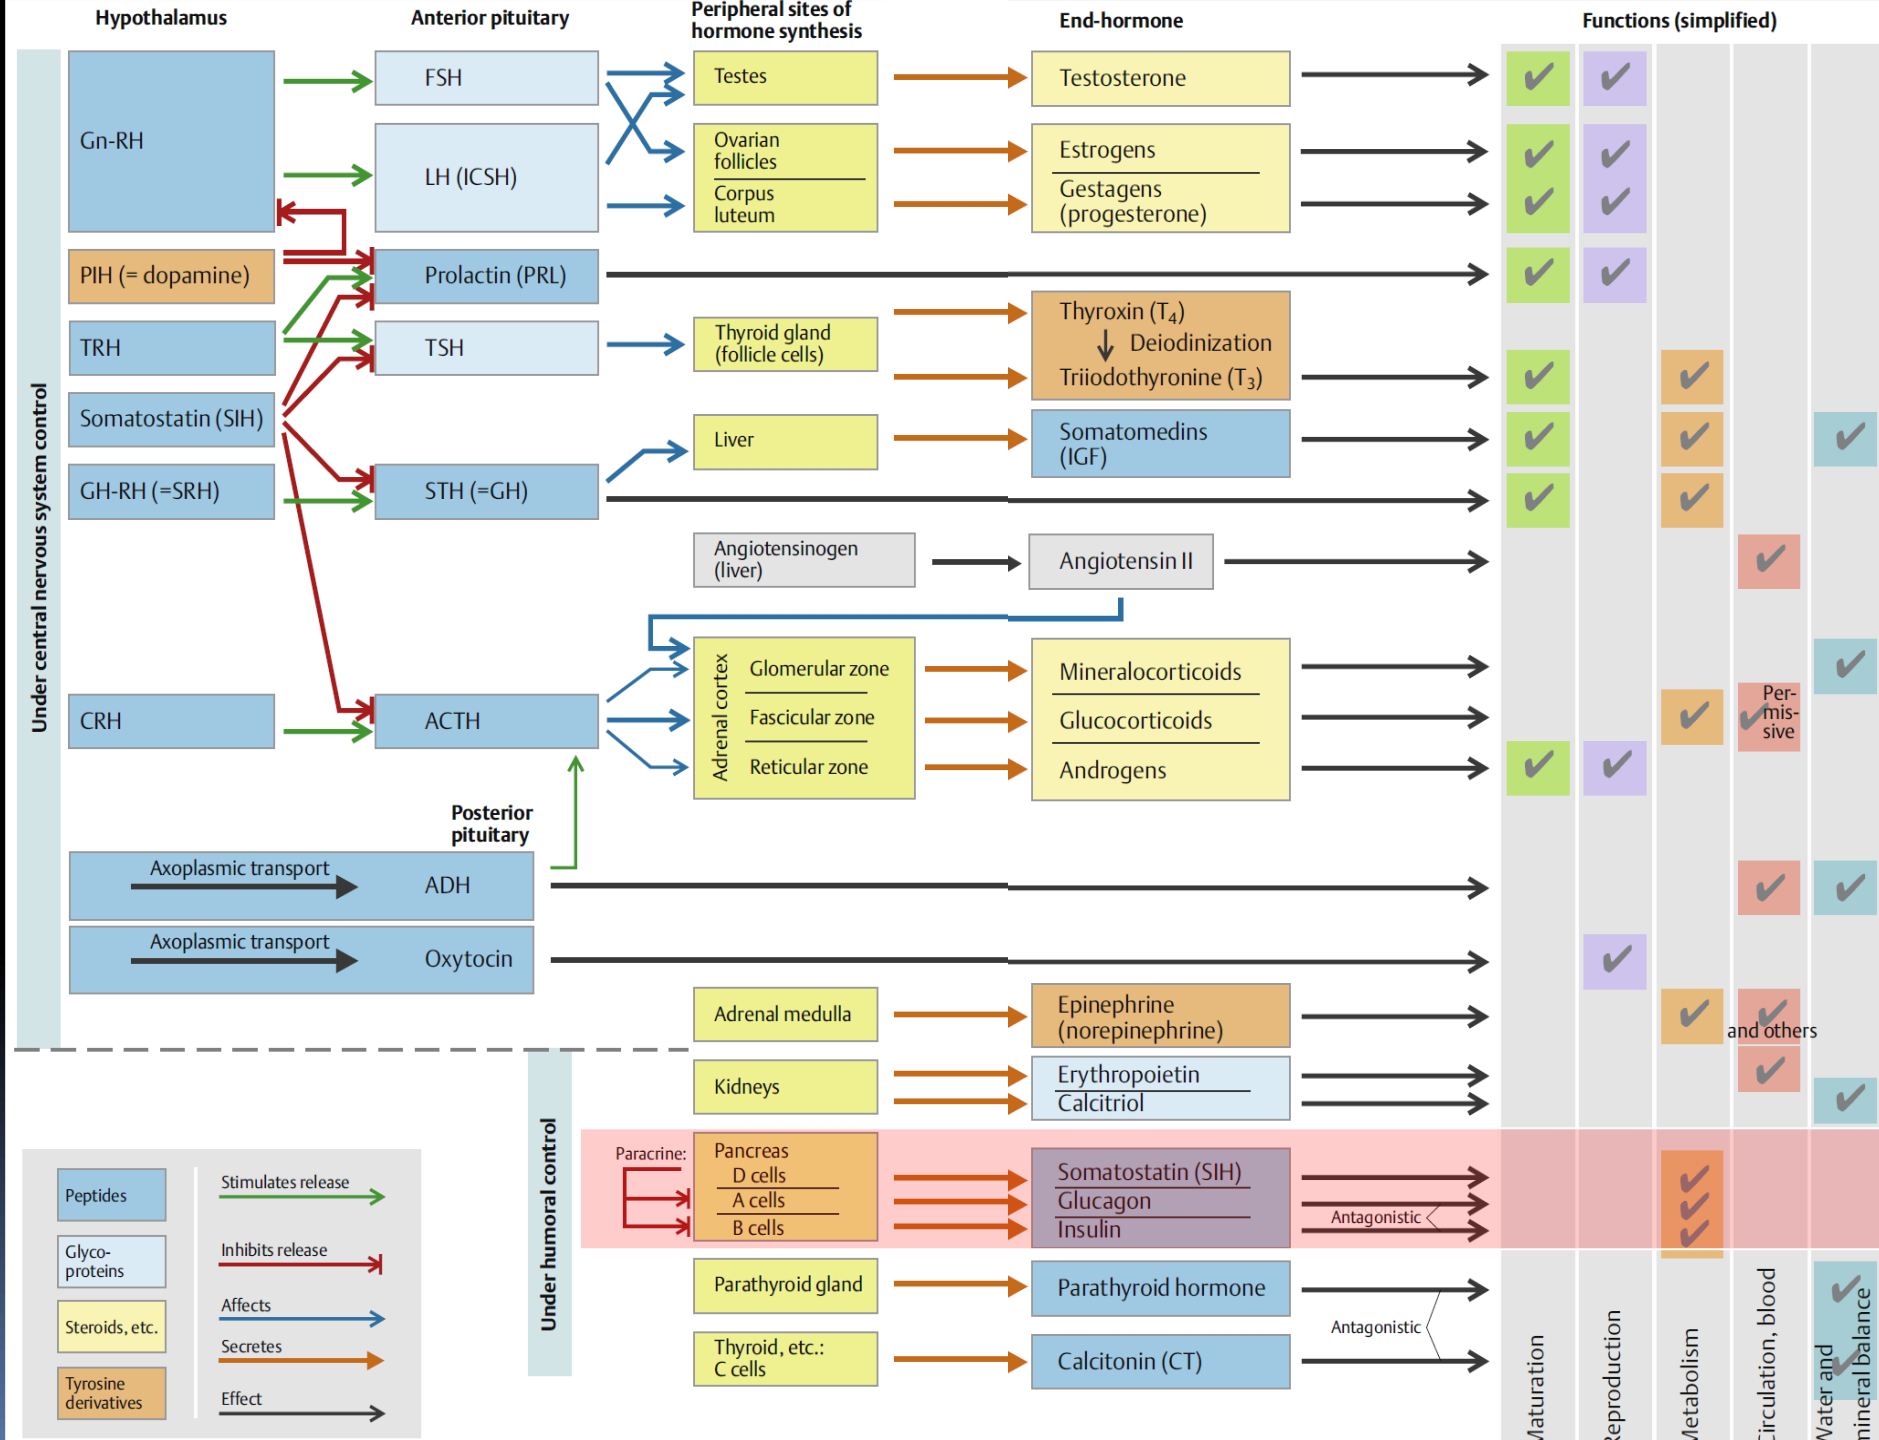 Hypothalamus
Anterior pituitary
Peripheral sites of
hormone synthesis
End-hormone
Functions (simplified)
Under central nervous system control
Gn-RH
FSH
Testes
Testosterone
LH (ICSH)
Ovarian
follicles
Estrogens
Corpus
luteum
Gestagens
(progesterone)
PIH (= dopamine)
Prolactin (PRL)
TRH
TSH
Thyroid gland
(follicle cells)
Thyroxin (T4)
Deiodinization
Triiodothyronine (T3)
Somatostatin (SIH)
Liver
Somatomedins
(IGF)
GH-RH (=SRH)
STH (=GH)
Angiotensinogen
(liver)
Angiotensin II
CRH
ACTH
Adrenal cortex
Glomerular zone
Fascicular zone
Reticular zone
Mineralocorticoids
Glucocorticoids
Androgens
Per-
mis-
sive
Posterior
pituitary
Axoplasmic transport
ADH
Axoplasmic transport
Oxytocin
Adrenal medulla
Epinephrine
(norepinephrine)
and others
Under humoral control
Kidneys
Erythropoietin
Calcitriol
Paracrine:
Pancreas
D cells
A cells
B cells
Somatostatin (SIH)
Glucagon
Insulin
Antagonistic
Parathyroid gland
Parathyroid hormone
Antagonistic
Thyroid, etc.:
C cells
Calcitonin (CT)
Peptides
Glyco-
proteins
Steroids, etc.
Tyrosine
derivatives
Stimulates release
Inhibits release
Affects
Secretes
Effect
Maturation
Reproduction
Metabolism
Circulation, blood
Water and
mineral balance